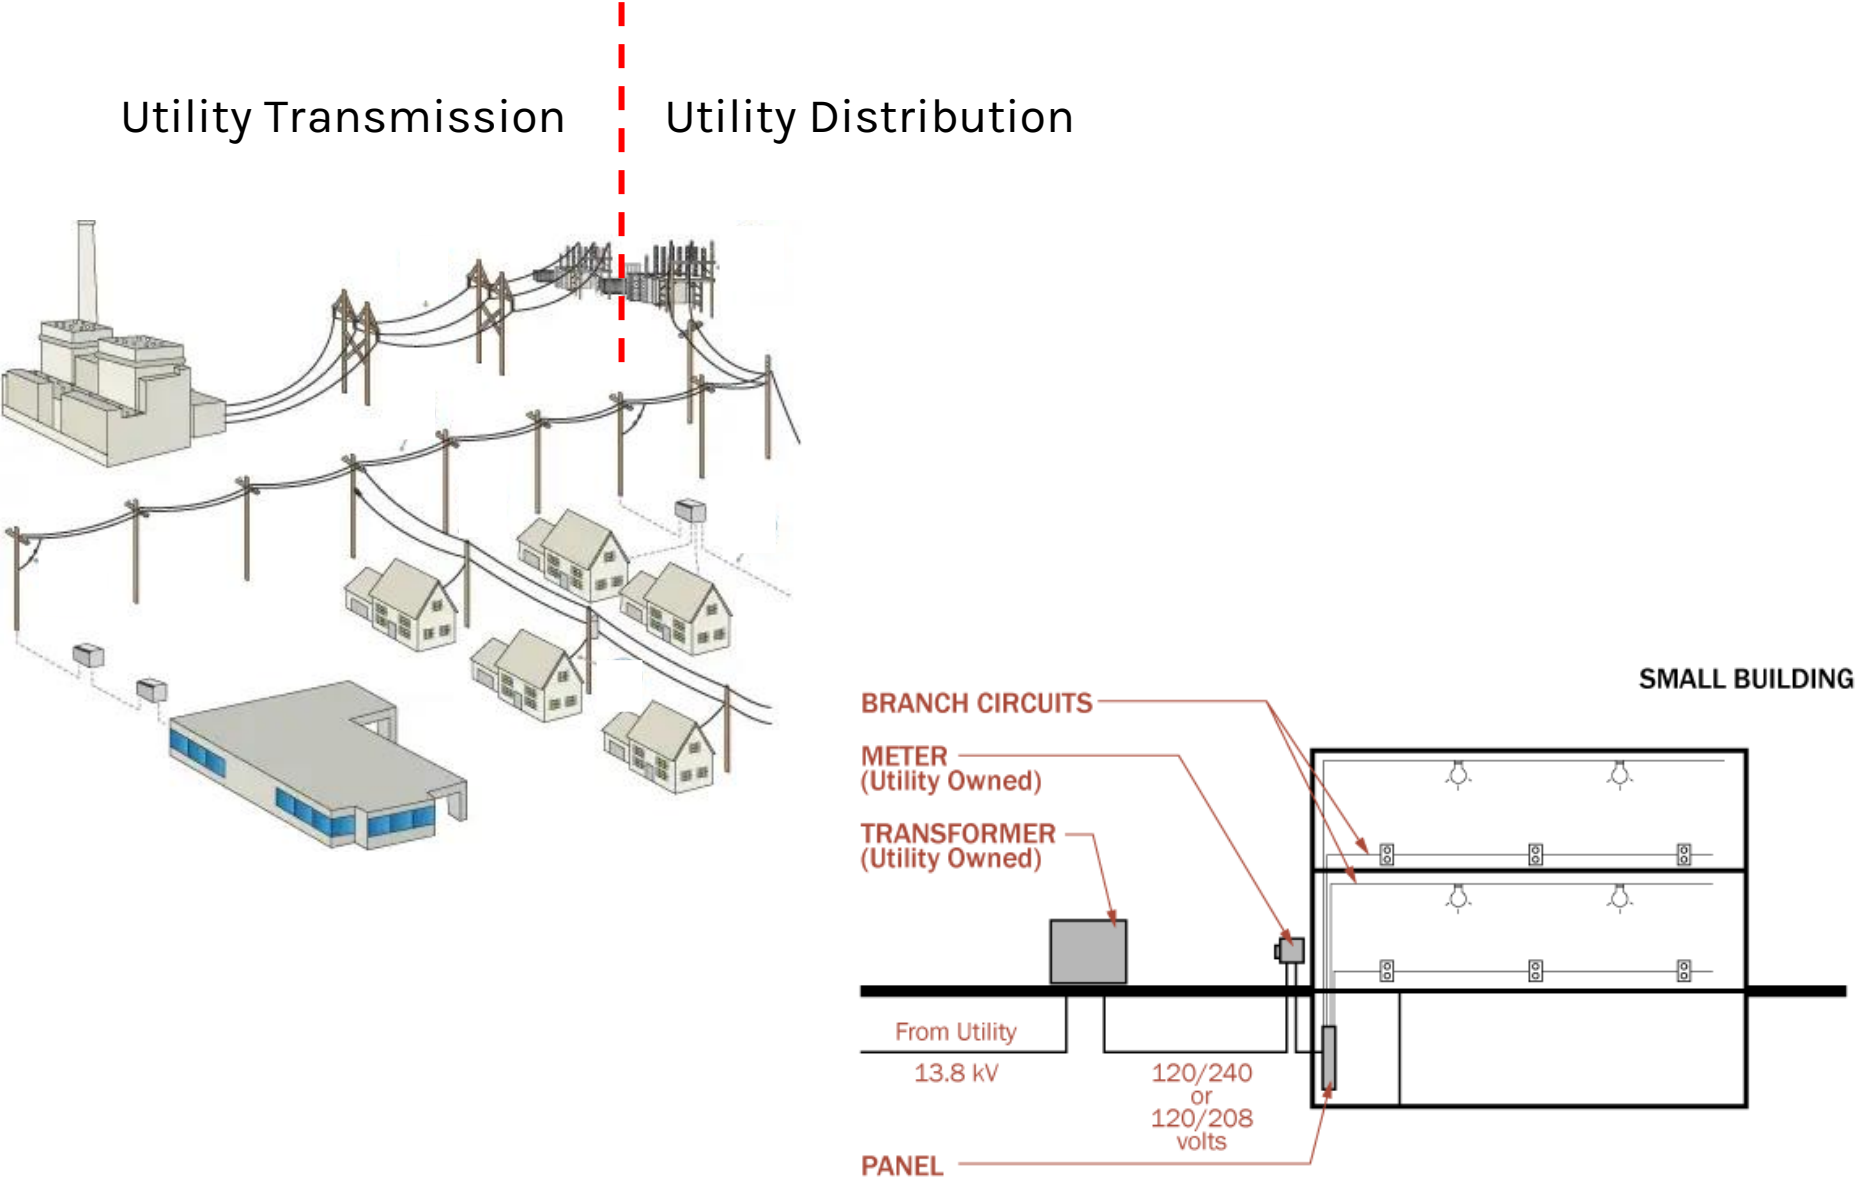 Utility Transmission
Utility Distribution
SMALL BUILDING
BRANCH CIRCUITS
METER
(Utility Owned)
TRANSFORMER
(Utility Owned)
From Utility
13.8 kV
120/240
or
120/208
volts
PANEL